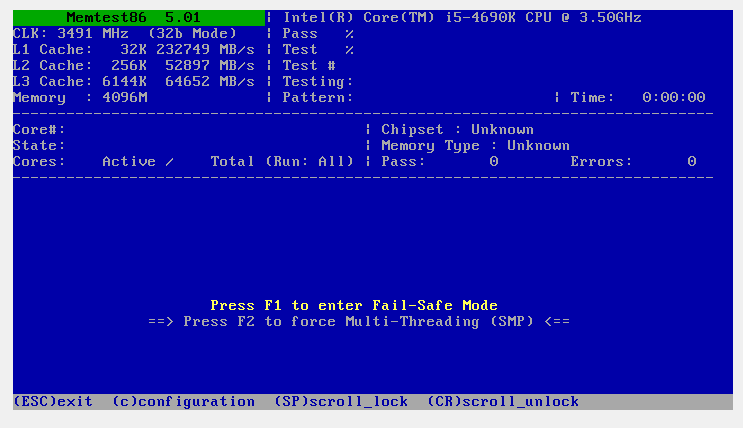 Memtest86 5.01 | Intel(R) Core(TM) i5-4690K CPU @ 3.50GHz
CLK: 3491 MHz (32b Mode) | Pass %
L1 Cache: 32K 232749 MB/s | Test %
L2 Cache: 256K 52897 MB/s | Test #
L3 Cache: 6144K 64652 MB/s | Testing:
Memory : 4096M | Pattern: | Time: 0:00:00
Core#: | Chipset : Unknown
State: | Memory Type : Unknown
Cores: Active / Total (Run: All) | Pass: 0 Errors: 0
Press F1 to enter Fail-Safe Mode
==> Press F2 to force Multi-Threading (SMP) <==
(ESC)exit (c)configuration (SP)scroll_lock (CR)scroll_unlock